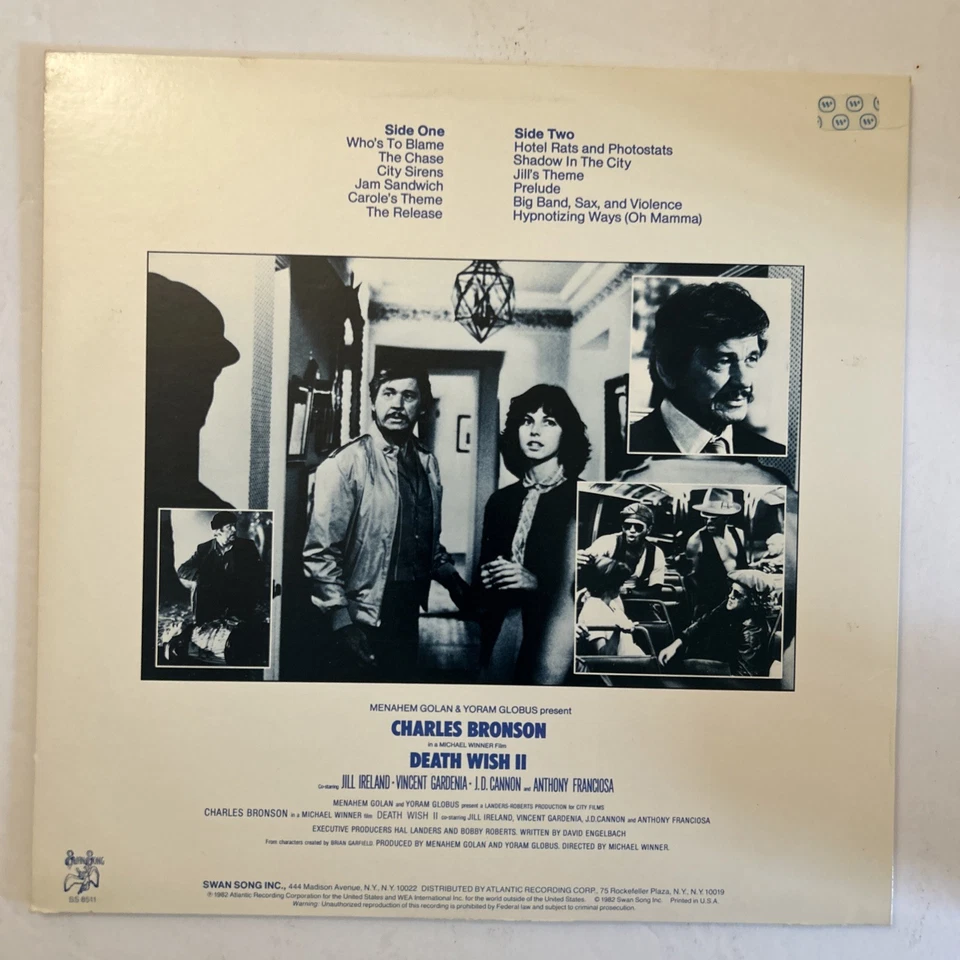 Side One
Who's To Blame
The Chase
City Sirens
Jam Sandwich
Carole's Theme
The Release
Side Two
Hotel Rats and Photostats
Shadow In The City
Jill's Theme
Prelude
Big Band, Sax, and Violence
Hypnotizing Ways (Oh Mamma)
MENAHEM GOLAN & YORAM GLOBUS present
CHARLES BRONSON
in a MICHAEL WINNER Film
DEATH WISH II
Co-starring JILL IRELAND • VINCENT GARDENIA • J.D. CANNON and ANTHONY FRANCIOSA
MENAHEM GOLAN and YORAM GLOBUS present a LANDERS-ROBERTS PRODUCTION for CITY FILMS
CHARLES BRONSON in a MICHAEL WINNER film DEATH WISH II co-starring JILL IRELAND, VINCENT GARDENIA, J.D.CANNON and ANTHONY FRANCIOSA
EXECUTIVE PRODUCERS HAL LANDERS AND BOBBY ROBERTS. WRITTEN BY DAVID ENGELBACH
From characters created by BRIAN GARFIELD. PRODUCED BY MENAHEM GOLAN AND YORAM GLOBUS. DIRECTED BY MICHAEL WINNER.
SWAN SONG
SS 8511
SWAN SONG INC., 444 Madison Avenue, N.Y., N.Y. 10022 DISTRIBUTED BY ATLANTIC RECORDING CORP., 75 Rockefeller Plaza, N.Y., N.Y. 10019
℗ 1982 Atlantic Recording Corporation for the United States and WEA International Inc. for the world outside of the United States. © 1982 Swan Song Inc. Printed in U.S.A.
Warning: Unauthorized reproduction of this recording is prohibited by Federal law and subject to criminal prosecution.